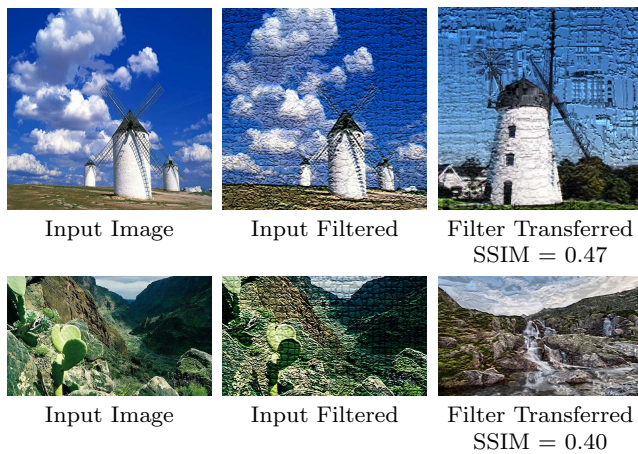 Input Image
Input Filtered
Filter Transferred
SSIM = 0.47
Input Image
Input Filtered
Filter Transferred
SSIM = 0.40